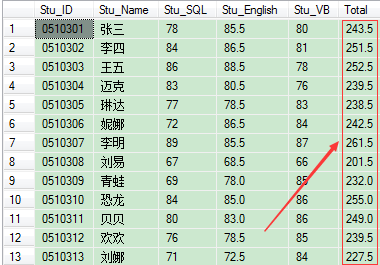 Stu_ID Stu_Name Stu_SQL Stu_English Stu_VB Total
1 0510301 张三 78 85.5 80 243.5
2 0510302 李四 84 86.5 81 251.5
3 0510303 王五 86 88.5 78 252.5
4 0510304 迈克 83 80.5 76 239.5
5 0510305 琳达 77 78.5 83 238.5
6 0510306 妮娜 72 86.5 84 242.5
7 0510307 李明 89 85.5 87 261.5
8 0510308 刘易 67 68.5 66 201.5
9 0510309 青蛙 69 78.0 85 232.0
10 0510310 恐龙 84 85.0 86 255.0
11 0510311 贝贝 80 83.0 86 249.0
12 0510312 欢欢 76 78.5 85 239.5
13 0510313 刘娜 71 72.5 84 227.5